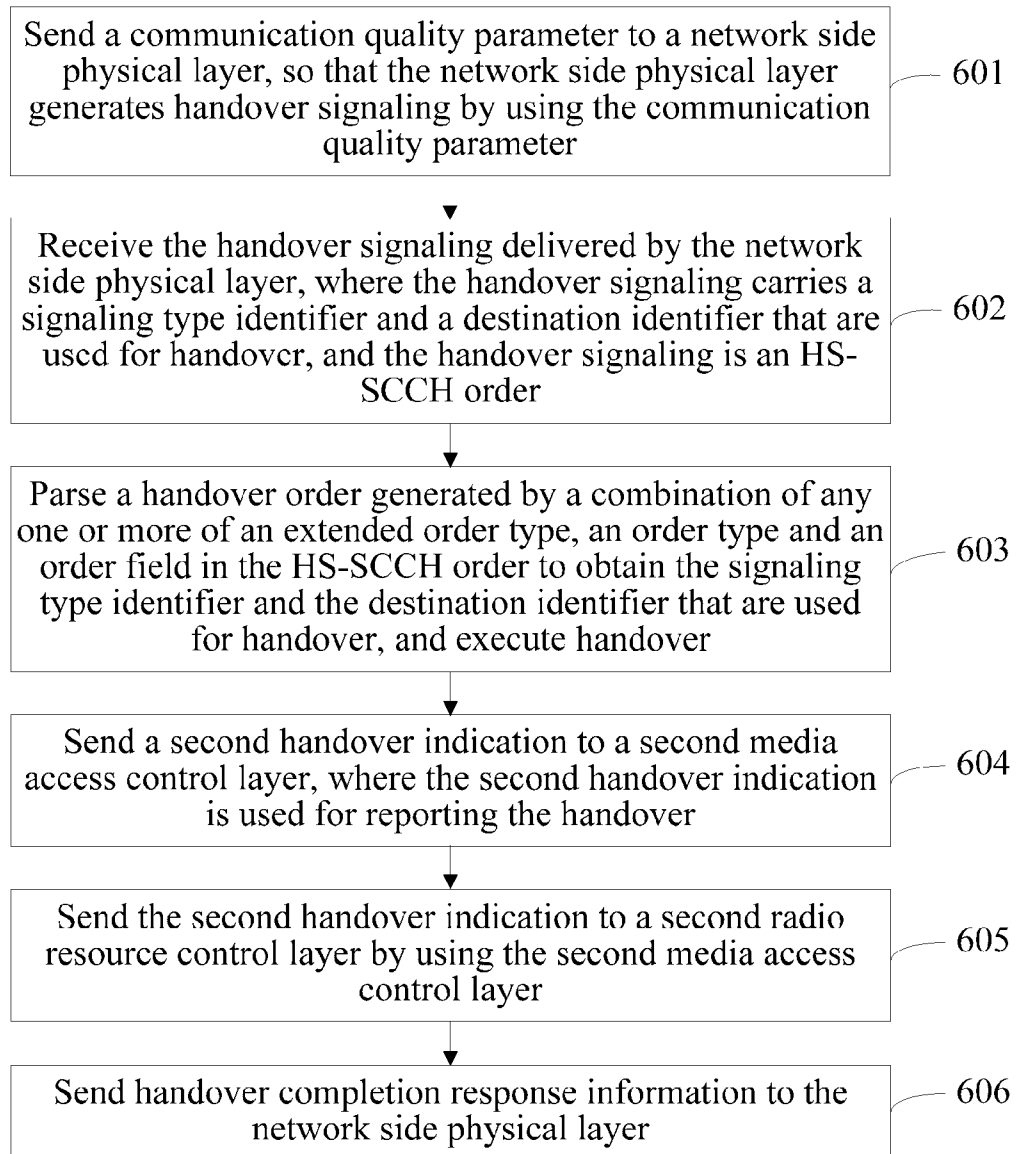 Send a communication quality parameter to a network side
physical layer, so that the network side physical layer
generates handover signaling by using the communication
quality parameter
601
Receive the handover signaling delivered by the network
side physical layer, where the handover signaling carries a
signaling type identifier and a destination identifier that are
used for handover, and the handover signaling is an HS-
SCCH order
602
Parse a handover order generated by a combination of any
one or more of an extended order type, an order type and an
order field in the HS-SCCH order to obtain the signaling
type identifier and the destination identifier that are used
for handover, and execute handover
603
Send a second handover indication to a second media
access control layer, where the second handover indication
is used for reporting the handover
604
Send the second handover indication to a second radio
resource control layer by using the second media access
control layer
605
Send handover completion response information to the
network side physical layer
606